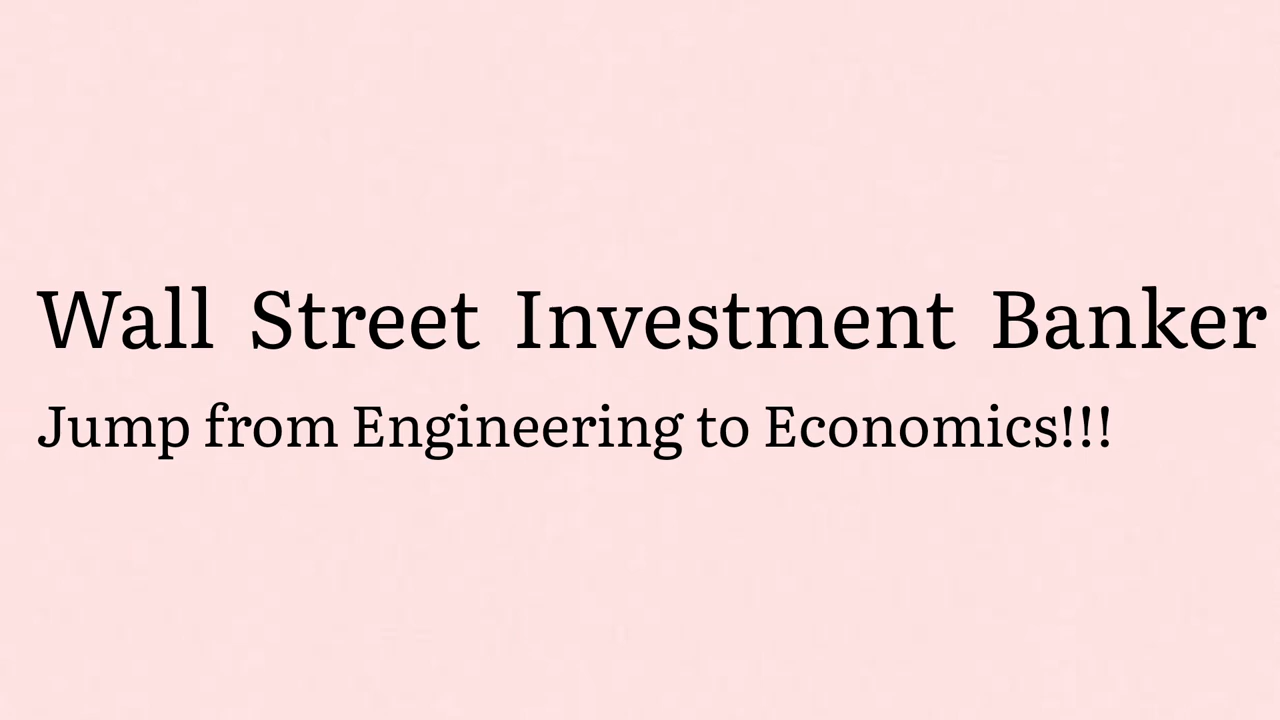 Wall Street Investment Banker
Jump from Engineering to Economics!!!